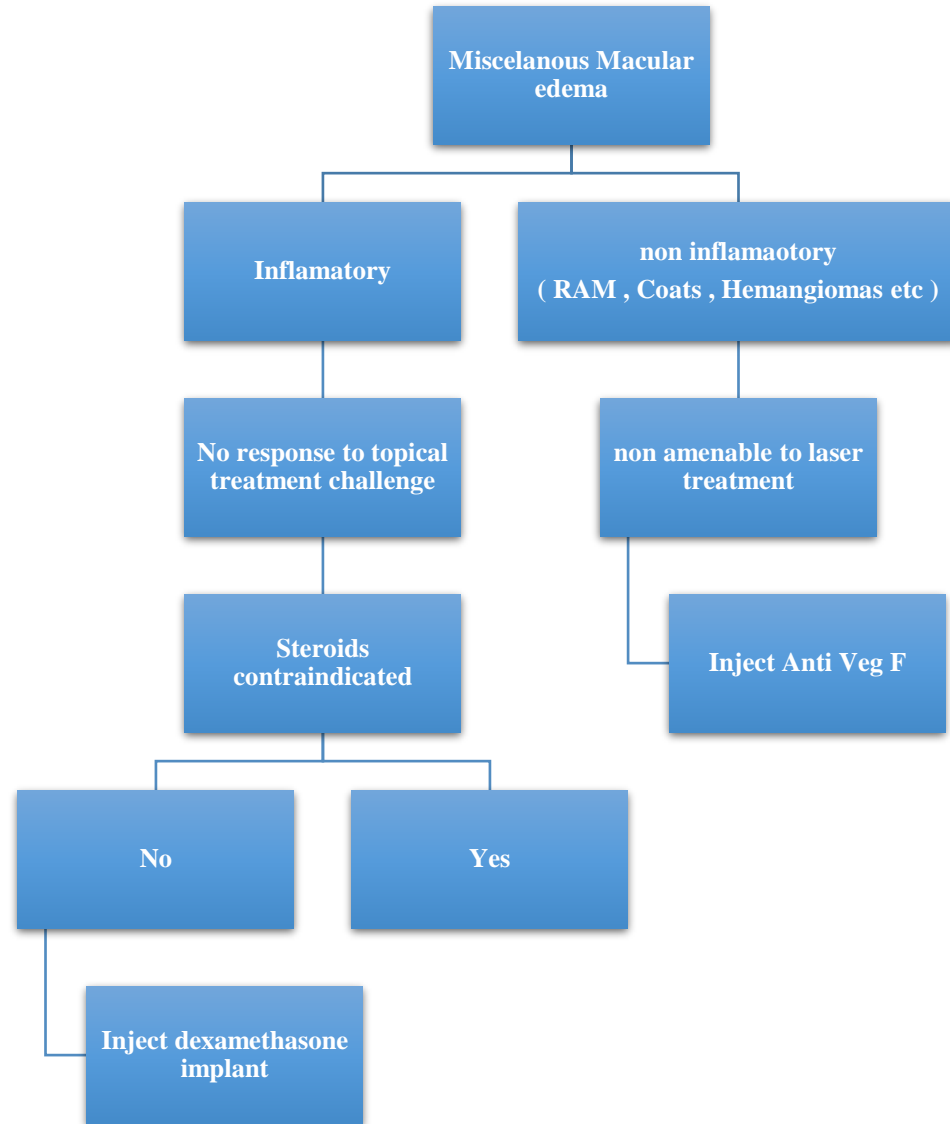 Miscelanous Macular
edema
Inflamatory
non inflamaotory
( RAM , Coats , Hemangiomas etc )
No response to topical
treatment challenge
non amenable to laser
treatment
Steroids
contraindicated
Inject Anti Veg F
No
Yes
Inject dexamethasone
implant